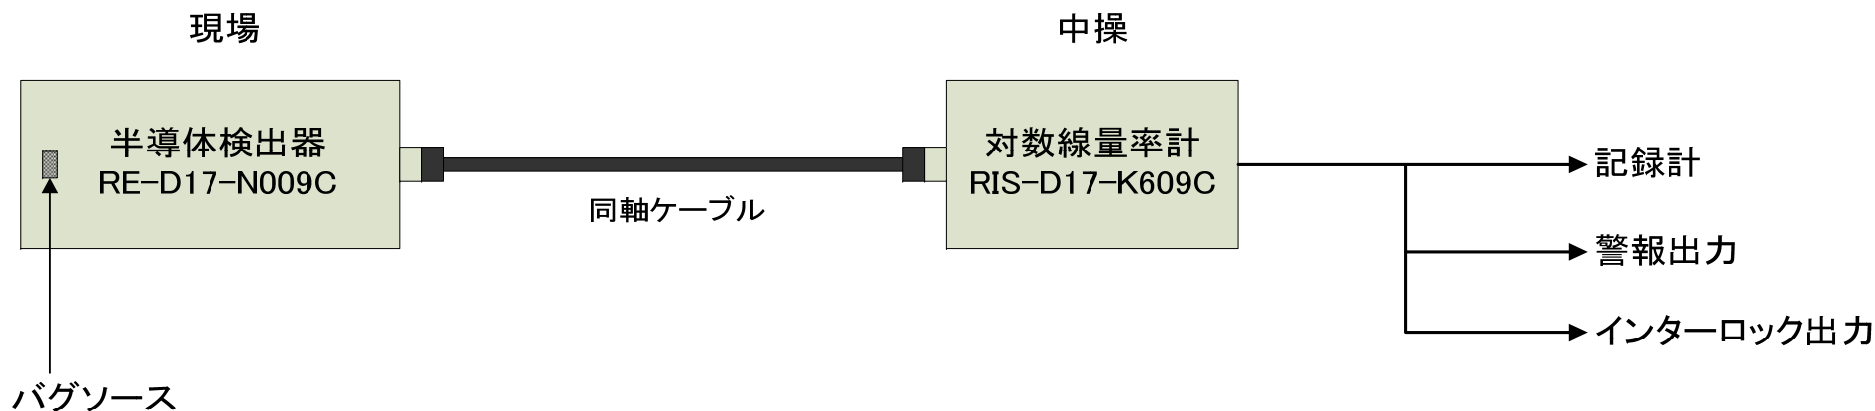 現場
中操
半導体検出器
RE-D17-N009C
対数線量率計
RIS-D17-K609C
同軸ケーブル
記録計
警報出力
インターロック出力
バグソース